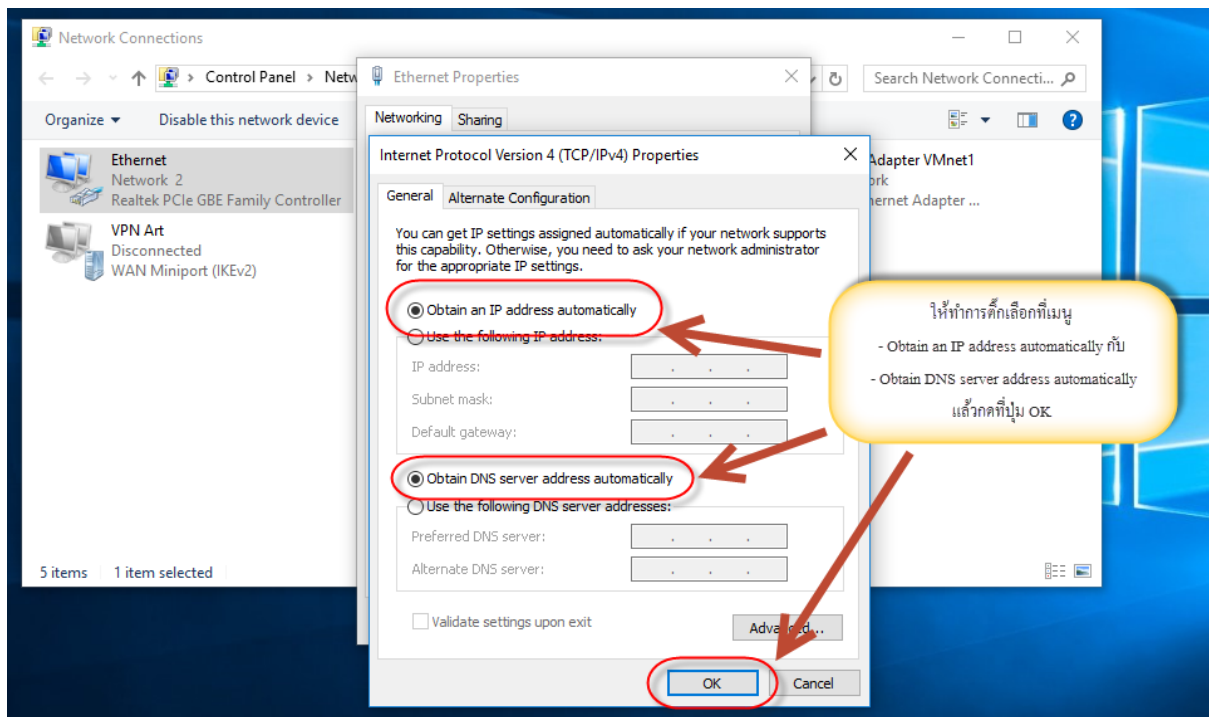 Network Connections
Control Panel > Netw
Search Network Connecti...
Organize
Disable this network device
Ethernet
Network 2
Realtek PCIe GBE Family Controller
VPN Art
Disconnected
WAN Miniport (IKEv2)
Adapter VMnet1
ork
hernet Adapter ...
5 items
1 item selected
Ethernet Properties
Networking
Sharing
Internet Protocol Version 4 (TCP/IPv4) Properties
General
Alternate Configuration
You can get IP settings assigned automatically if your network supports
this capability. Otherwise, you need to ask your network administrator
for the appropriate IP settings.
Obtain an IP address automatically
Use the following IP address:
IP address:
Subnet mask:
Default gateway:
Obtain DNS server address automatically
Use the following DNS server addresses:
Preferred DNS server:
Alternate DNS server:
Validate settings upon exit
Advanced...
OK
Cancel
ให้ทำการติ๊กเลือกที่เมนู
- Obtain an IP address automatically กับ
- Obtain DNS server address automatically
แล้วกดที่ปุ่ม OK